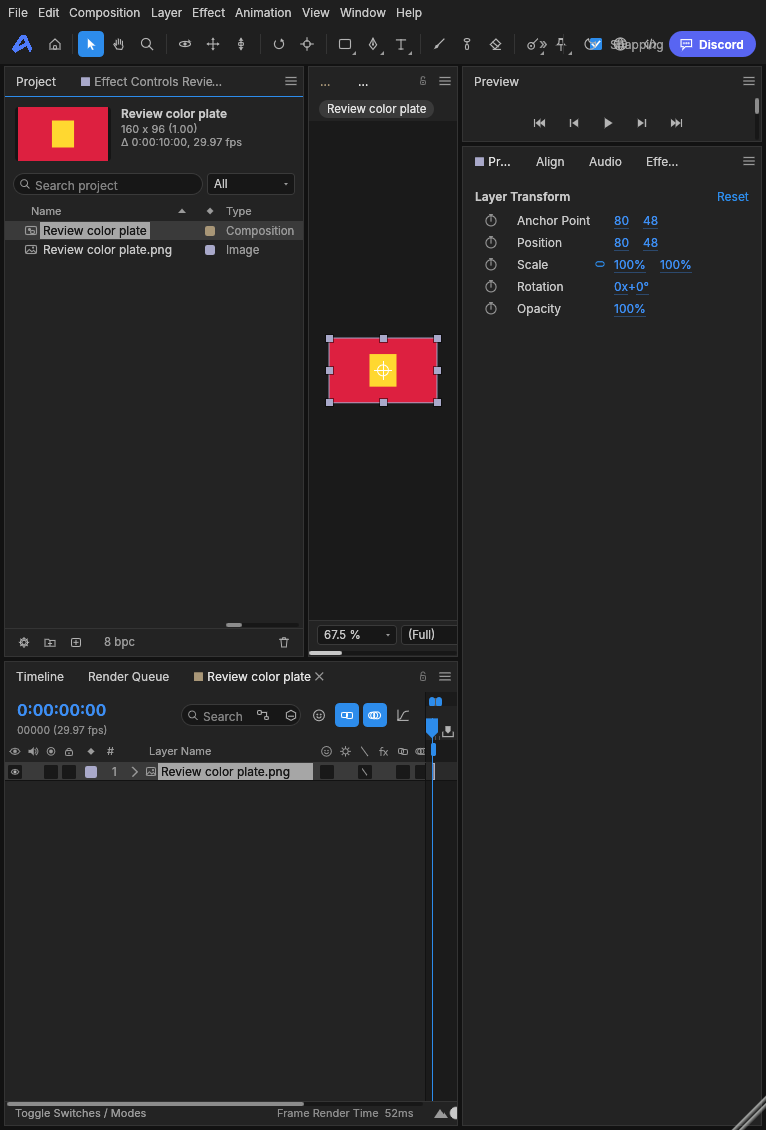 File Edit Composition Layer Effect Animation View Window Help
Snapping Discord
Project Effect Controls Revie...
Review color plate
160 x 96 (1.00)
Δ 0:00:10:00, 29.97 fps
Search project All
Name Type
Review color plate Composition
Review color plate.png Image
8 bpc
... ...
Review color plate
67.5 % (Full)
Preview
Pr... Align Audio Effe...
Layer Transform Reset
Anchor Point 80 48
Position 80 48
Scale 100% 100%
Rotation 0x+0°
Opacity 100%
Timeline Render Queue Review color plate
0:00:00:00
00000 (29.97 fps)
Search
# Layer Name fx
1 Review color plate.png
Toggle Switches / Modes Frame Render Time 52ms